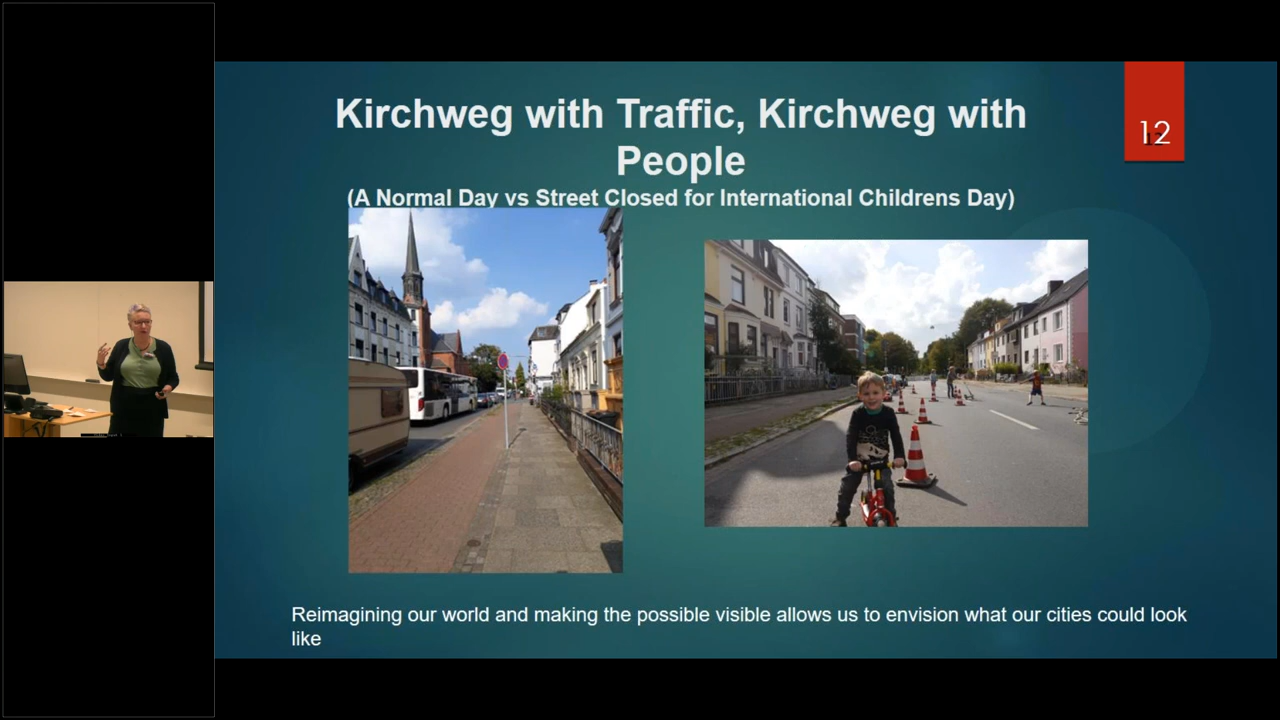 Kirchweg with Traffic, Kirchweg with
People
(A Normal Day vs Street Closed for International Childrens Day)
12
Reimagining our world and making the possible visible allows us to envision what our cities could look
like